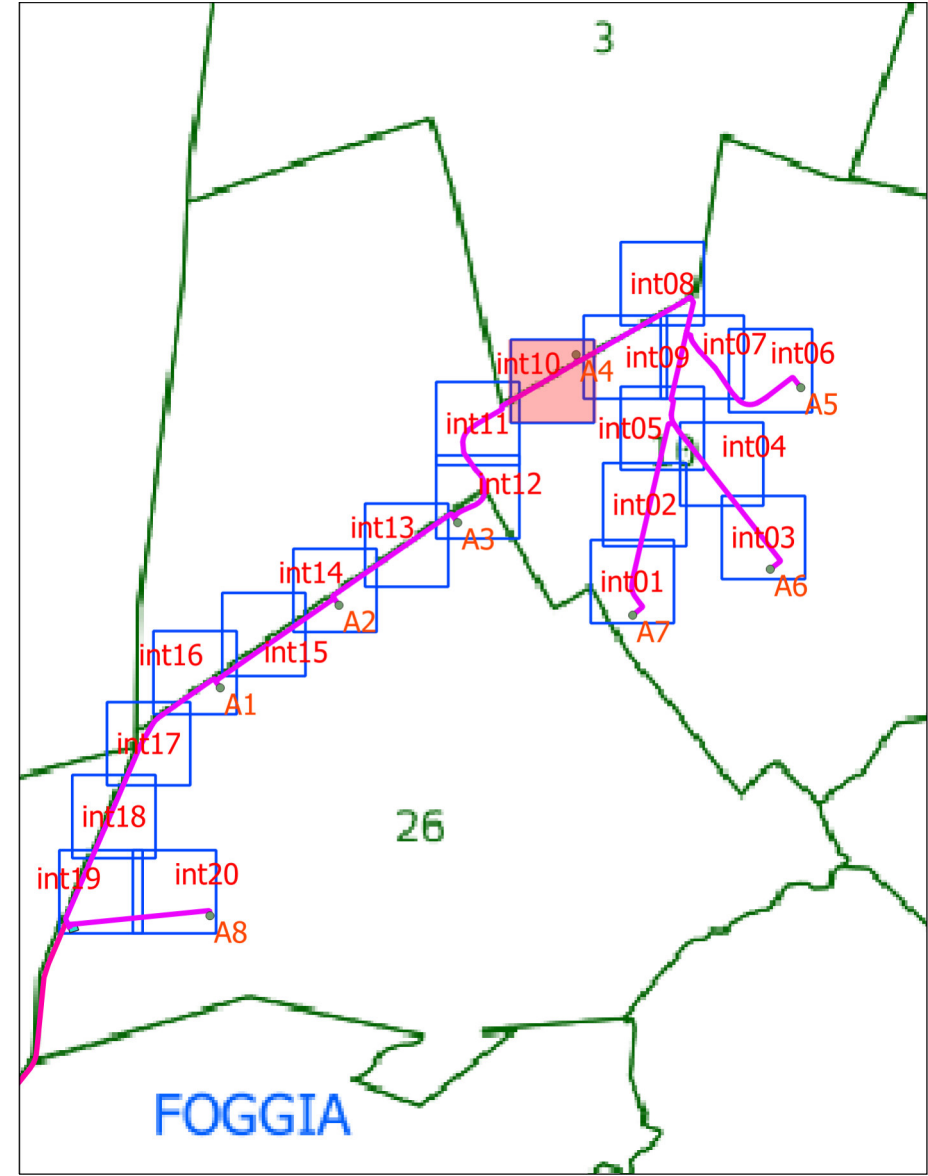 3
int08
int09
int07
int06
int10
A4
A5
int11
int05
int04
int12
int02
int13
A3
int03
int14
int01
A6
A2
A7
int16
int15
A1
int17
int18
26
int19
int20
A8
FOGGIA